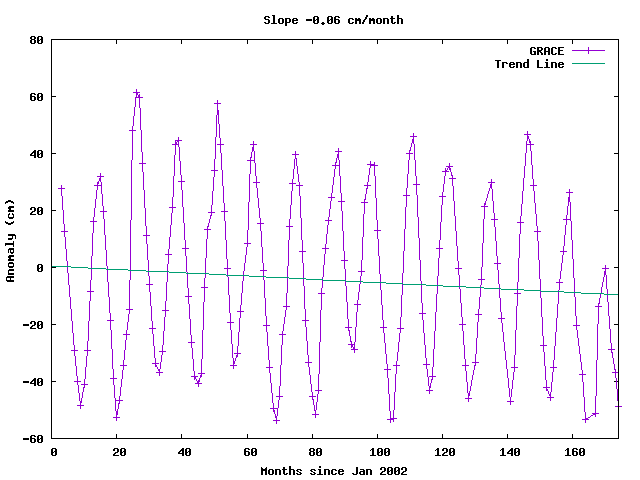 Slope -0.06 cm/month
GRACE
Trend Line
80
60
40
20
0
-20
-40
-60
Anomaly (cm)
0 20 40 60 80 100 120 140 160
Months since Jan 2002